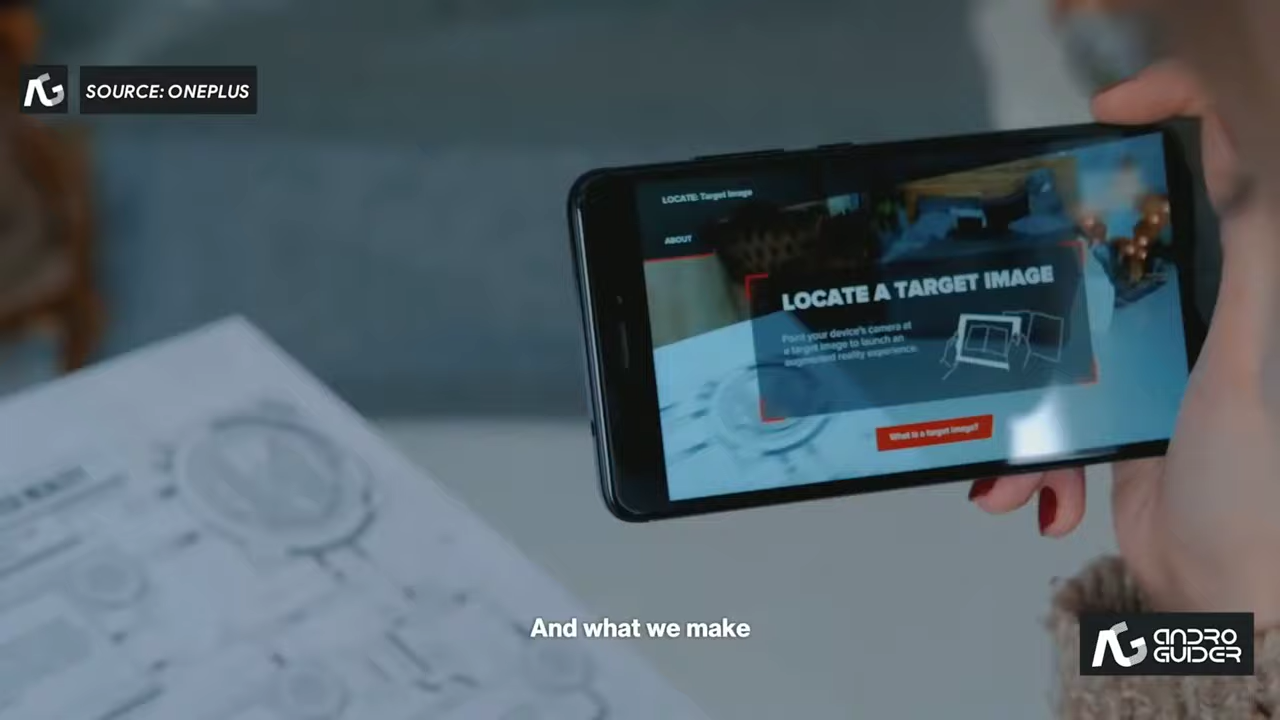 SOURCE: ONEPLUS
LOCATE: Target Image
ABOUT
LOCATE A TARGET IMAGE
Point your device's camera at
a target image to launch an
augmented reality experience.
What is a target image?
And what we make
ANDRO
GUIDER